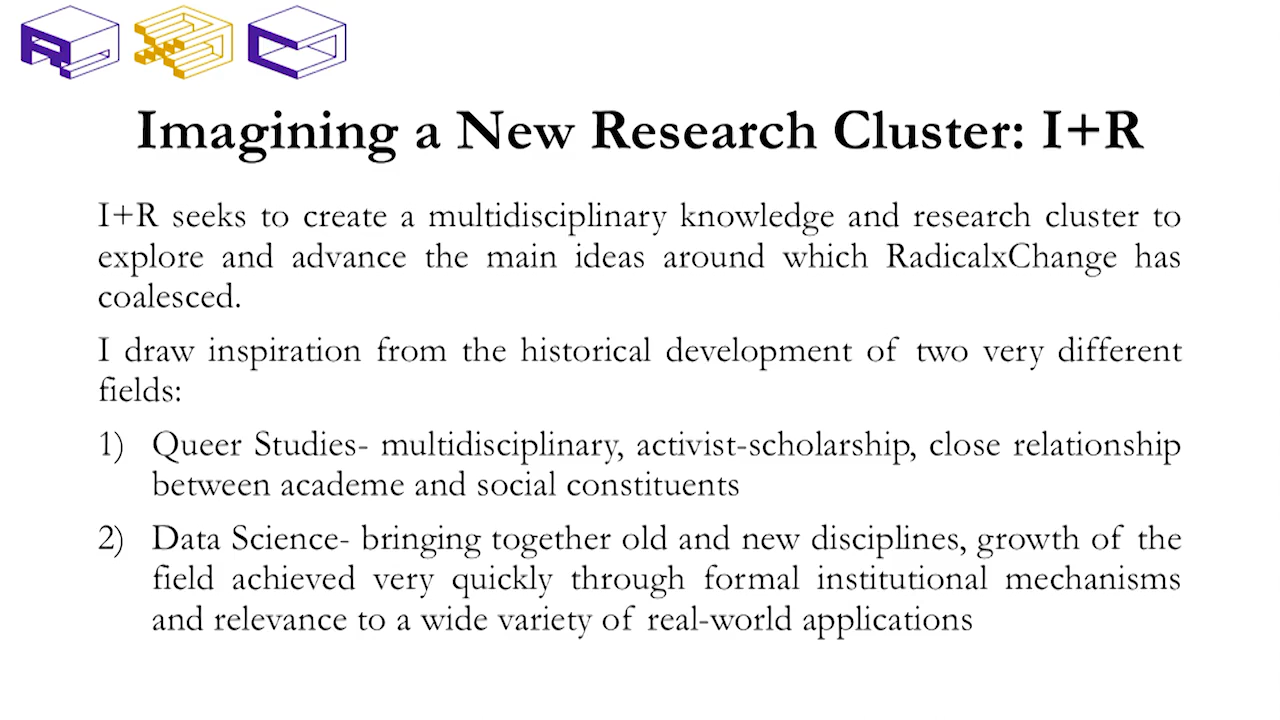 R x C
Imagining a New Research Cluster: I+R
I+R seeks to create a multidisciplinary knowledge and research cluster to
explore and advance the main ideas around which RadicalxChange has
coalesced.
I draw inspiration from the historical development of two very different
fields:
1) Queer Studies- multidisciplinary, activist-scholarship, close relationship
between academe and social constituents
2) Data Science- bringing together old and new disciplines, growth of the
field achieved very quickly through formal institutional mechanisms
and relevance to a wide variety of real-world applications